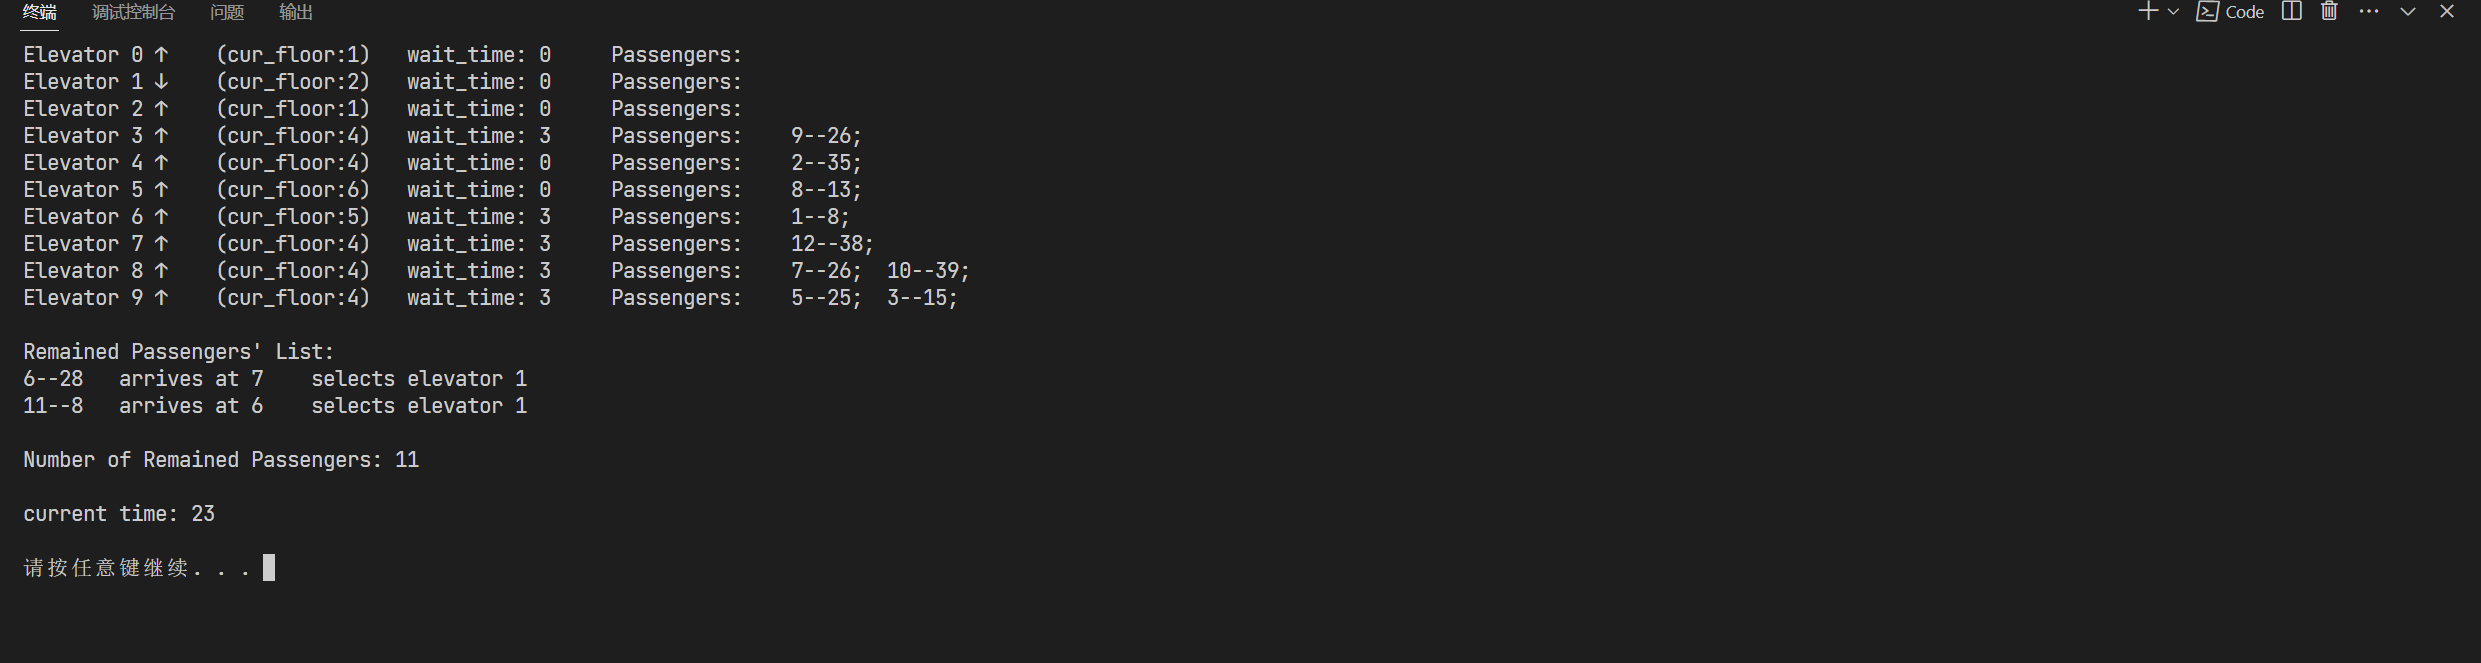 终端 调试控制台 问题 输出 Code
Elevator 0 ↑ (cur_floor:1) wait_time: 0 Passengers:
Elevator 1 ↓ (cur_floor:2) wait_time: 0 Passengers:
Elevator 2 ↑ (cur_floor:1) wait_time: 0 Passengers:
Elevator 3 ↑ (cur_floor:4) wait_time: 3 Passengers: 9--26;
Elevator 4 ↑ (cur_floor:4) wait_time: 0 Passengers: 2--35;
Elevator 5 ↑ (cur_floor:6) wait_time: 0 Passengers: 8--13;
Elevator 6 ↑ (cur_floor:5) wait_time: 3 Passengers: 1--8;
Elevator 7 ↑ (cur_floor:4) wait_time: 3 Passengers: 12--38;
Elevator 8 ↑ (cur_floor:4) wait_time: 3 Passengers: 7--26; 10--39;
Elevator 9 ↑ (cur_floor:4) wait_time: 3 Passengers: 5--25; 3--15;
Remained Passengers' List:
6--28 arrives at 7 selects elevator 1
11--8 arrives at 6 selects elevator 1
Number of Remained Passengers: 11
current time: 23
请按任意键继续. . .